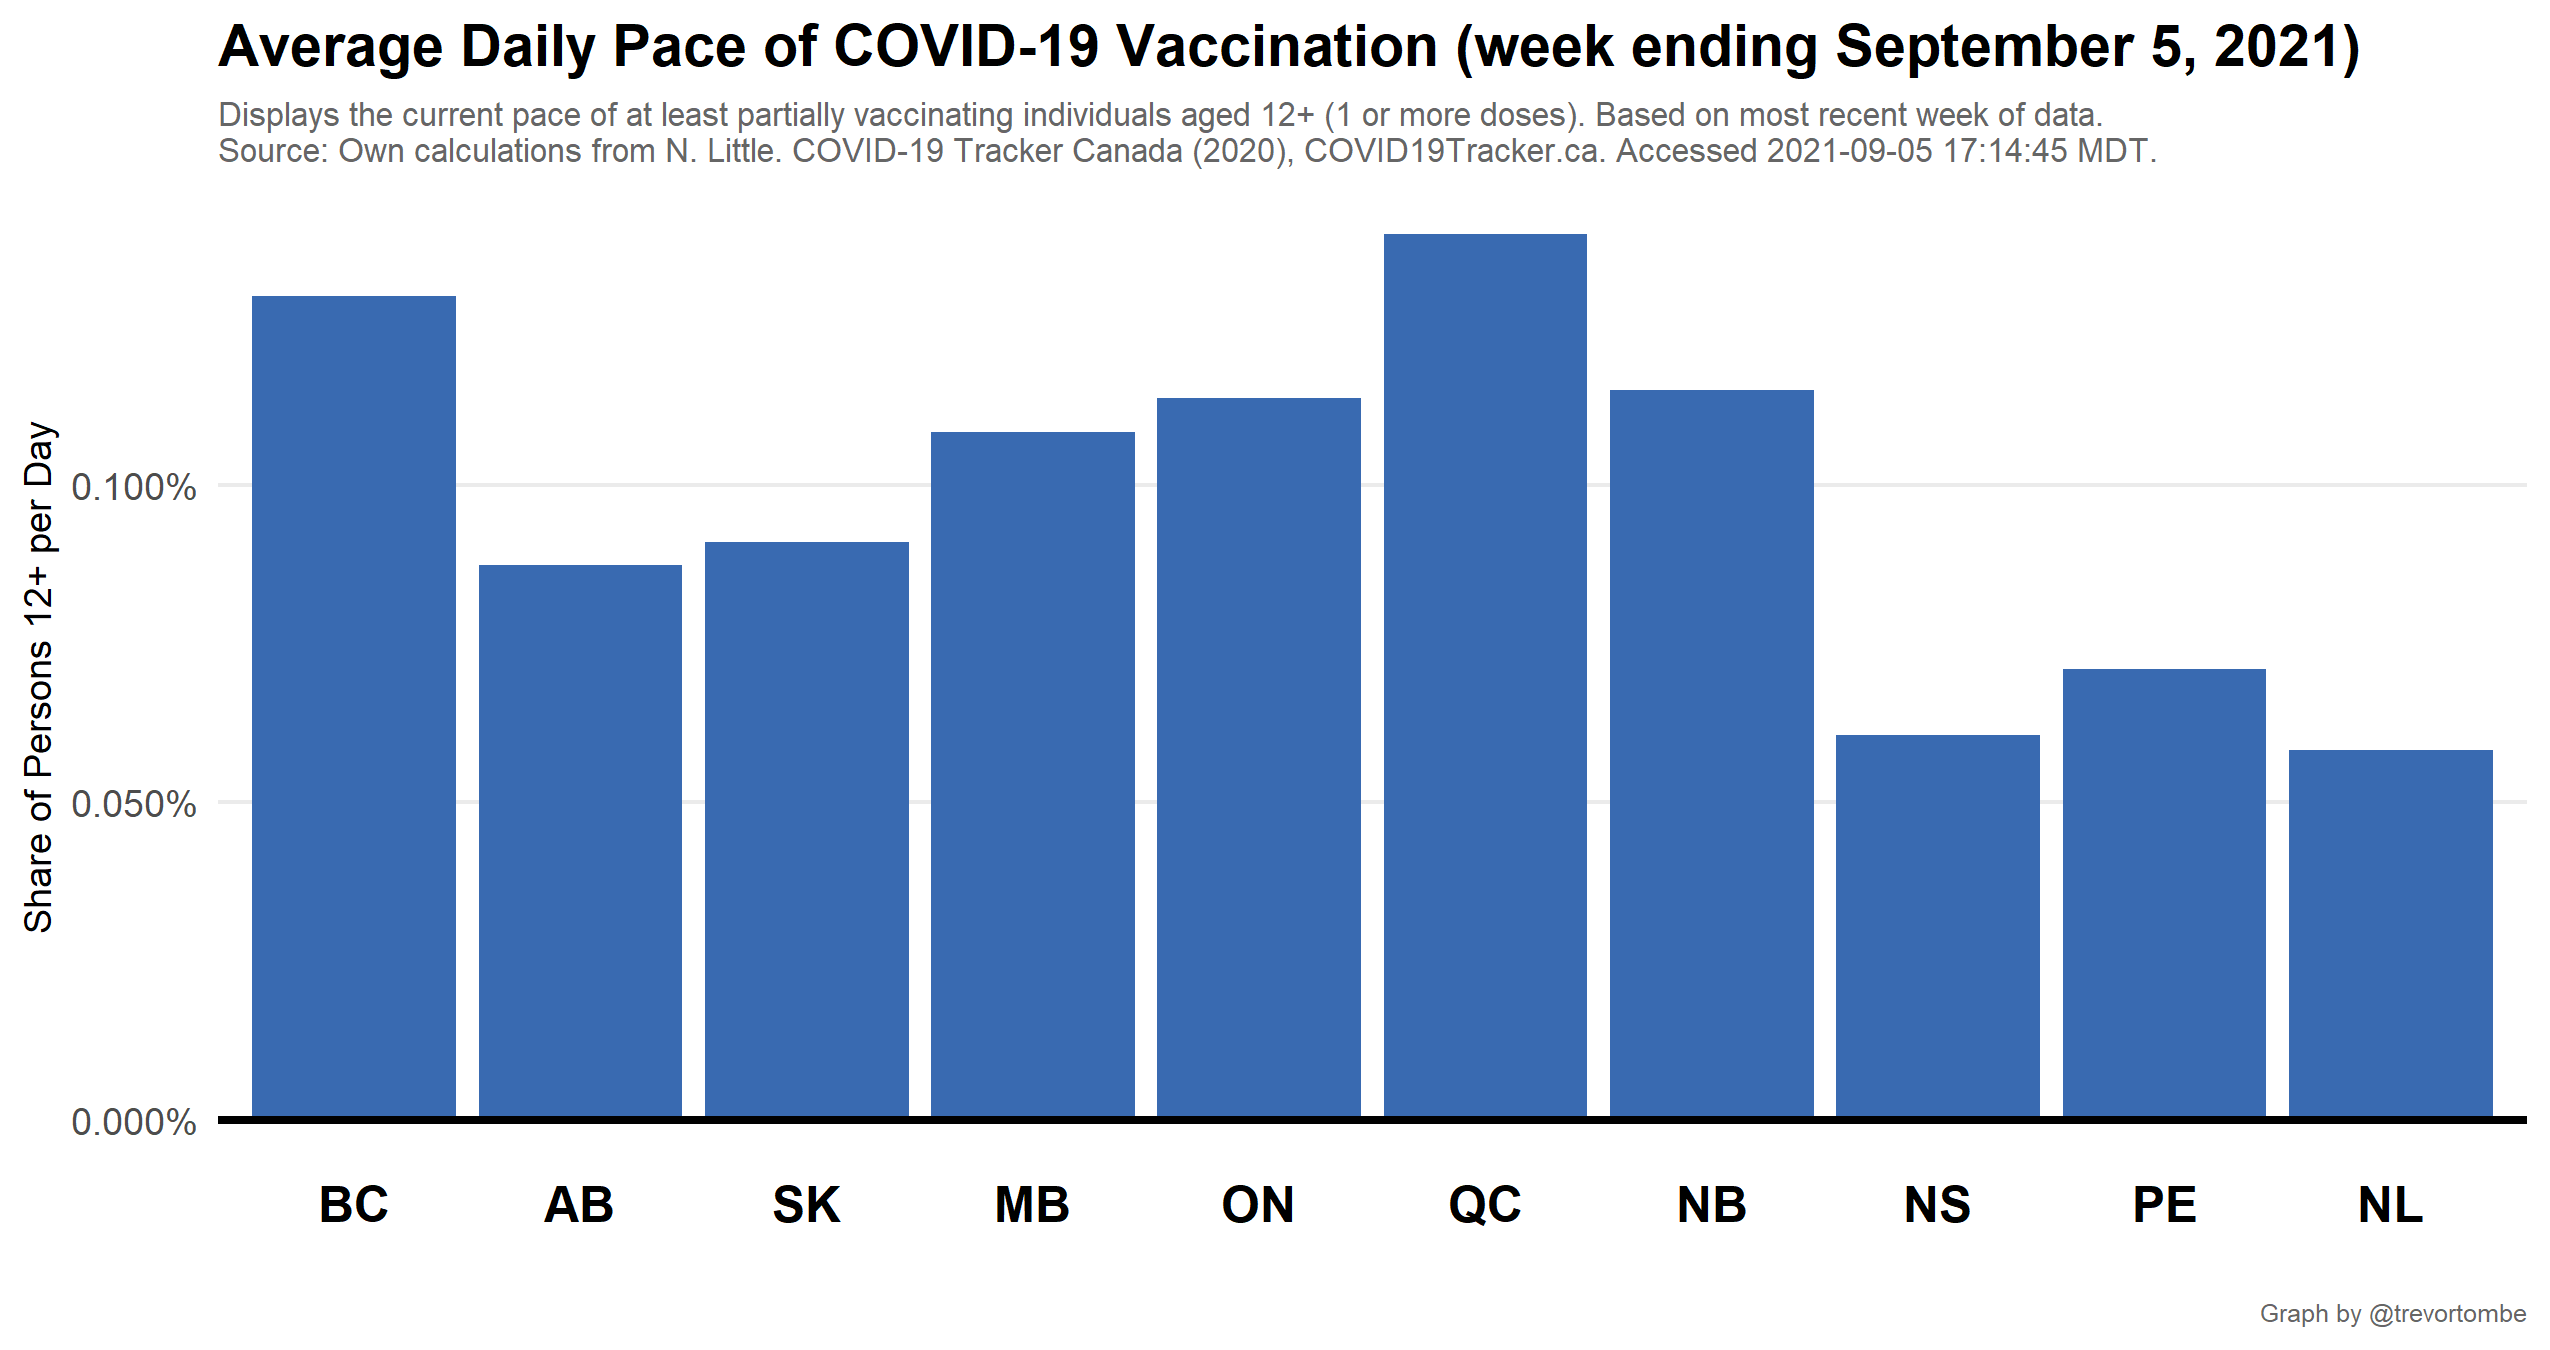 Average Daily Pace of COVID-19 Vaccination (week ending September 5, 2021)
Displays the current pace of at least partially vaccinating individuals aged 12+ (1 or more doses). Based on most recent week of data.
Source: Own calculations from N. Little. COVID-19 Tracker Canada (2020), COVID19Tracker.ca. Accessed 2021-09-05 17:14:45 MDT.
Share of Persons 12+ per Day
0.100%
0.050%
0.000%
BC AB SK MB ON QC NB NS PE NL
Graph by @trevortombe